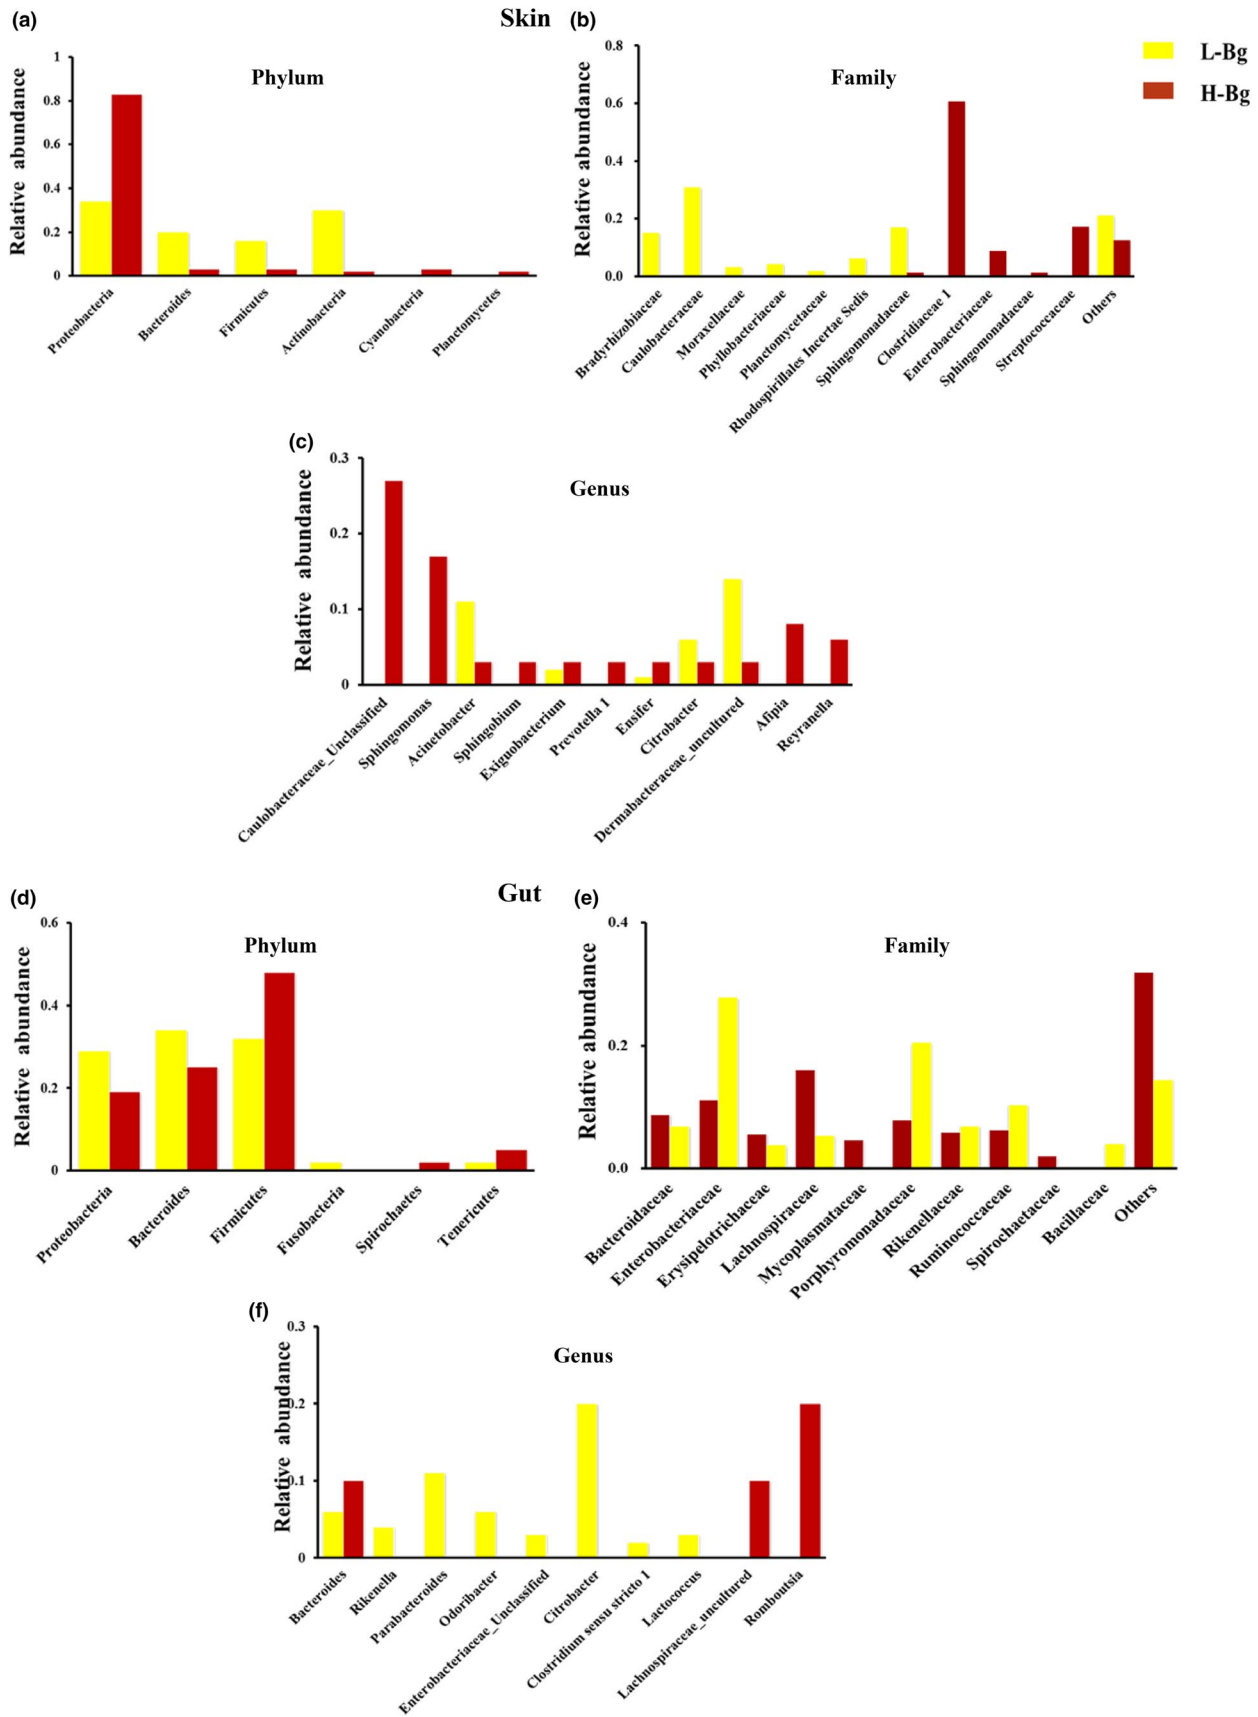 (a)
Skin
(b)
L-Bg
H-Bg
Phylum
Relative abundance
1
0.8
0.6
0.4
0.2
0
Proteobacteria
Bacteroides
Firmicutes
Actinobacteria
Cyanobacteria
Planctomycetes
Family
Relative abundance
0.8
0.6
0.4
0.2
0.0
Bradyrhizobiaceae
Caulobacteraceae
Moraxellaceae
Phyllobacteriaceae
Planctomycetaceae
Rhodospirillales Incertae Sedis
Sphingomonadaceae
Clostridiaceae 1
Enterobacteriaceae
Sphingomonadaceae
Streptococcaceae
Others
(c)
Genus
Relative abundance
0.3
0.2
0.1
0
Caulobacteraceae_Unclassified
Sphingomonas
Acinetobacter
Sphingobium
Exiguobacterium
Prevotella 1
Ensifer
Citrobacter
Dermabacteraceae_uncultured
Afipia
Reyranella
(d)
Gut
(e)
Phylum
Relative abundance
0.6
0.4
0.2
0
Proteobacteria
Bacteroides
Firmicutes
Fusobacteria
Spirochaetes
Tenericutes
Family
Relative abundance
0.4
0.2
0.0
Bacteroidaceae
Enterobacteriaceae
Erysipelotrichaceae
Lachnospiraceae
Mycoplasmataceae
Porphyromonadaceae
Rikenellaceae
Ruminococcaceae
Spirochaetaceae
Bacillaceae
Others
(f)
Genus
Relative abundance
0.3
0.2
0.1
0
Bacteroides
Rikenella
Parabacteroides
Odoribacter
Enterobacteriaceae_Unclassified
Citrobacter
Clostridium sensu stricto 1
Lactococcus
Lachnospiraceae_uncultured
Romboutsia